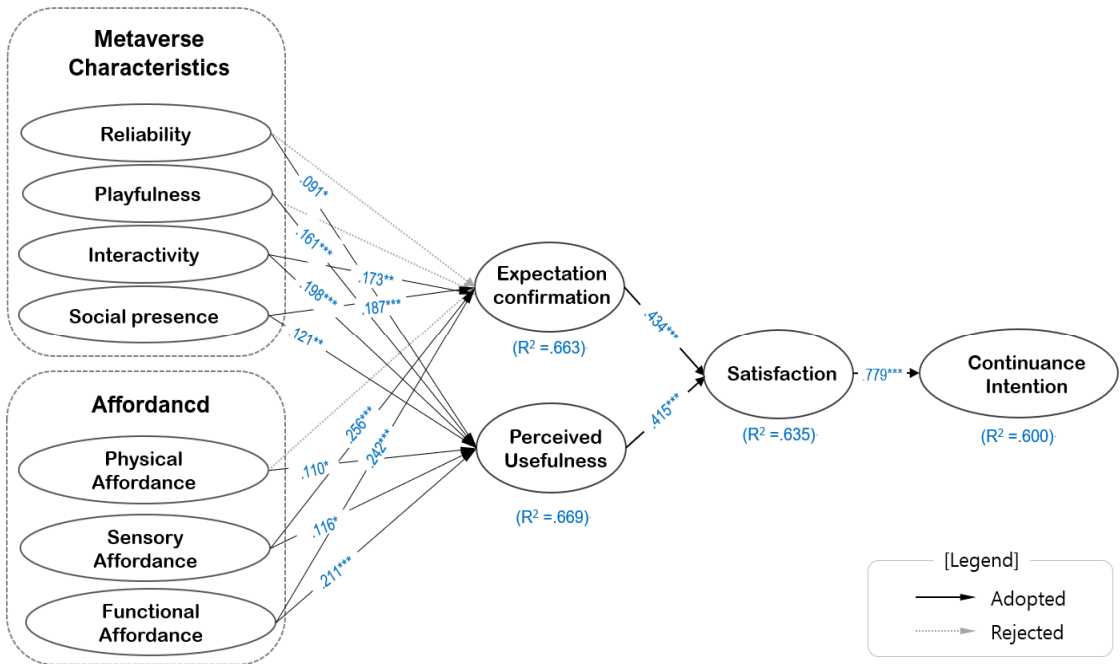 Metaverse
Characteristics
Reliability
Playfulness
Interactivity
Social presence
.091*
.161***
.198***
.121**
.173**
.187***
Expectation
confirmation
(R² =.663)
.434***
Satisfaction
(R² =.635)
.779***
Continuance
Intention
(R² =.600)
Affordancd
Physical
Affordance
Sensory
Affordance
Functional
Affordance
.256***
.242***
.110*
.116*
.211***
Perceived
Usefulness
(R² =.669)
.415***
[Legend]
Adopted
Rejected